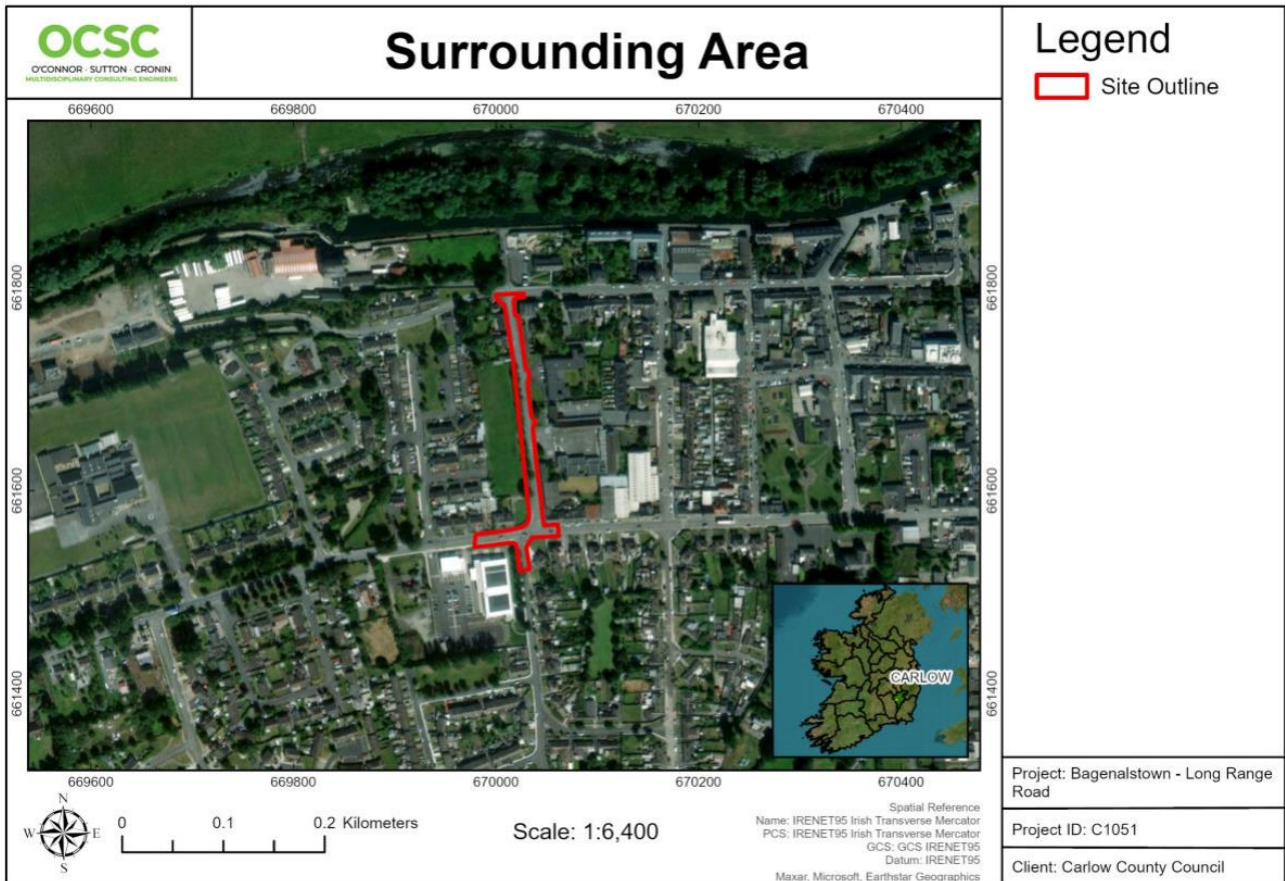 OCSC
O'CONNOR · SUTTON · CRONIN
MULTIDISCIPLINARY CONSULTING ENGINEERS
Surrounding Area
Legend
Site Outline
669600 669800 670000 670200 670400
661800 661800
661600 661600
661400 661400
CARLOW
669600 669800 670000 670200 670400
N
W E
S
0 0.1 0.2 Kilometers
Scale: 1:6,400
Spatial Reference
Name: IRENET95 Irish Transverse Mercator
PCS: IRENET95 Irish Transverse Mercator
GCS: GCS IRENET95
Datum: IRENET95
Maxar, Microsoft, Earthstar Geographics
Project: Bagenalstown - Long Range
Road
Project ID: C1051
Client: Carlow County Council